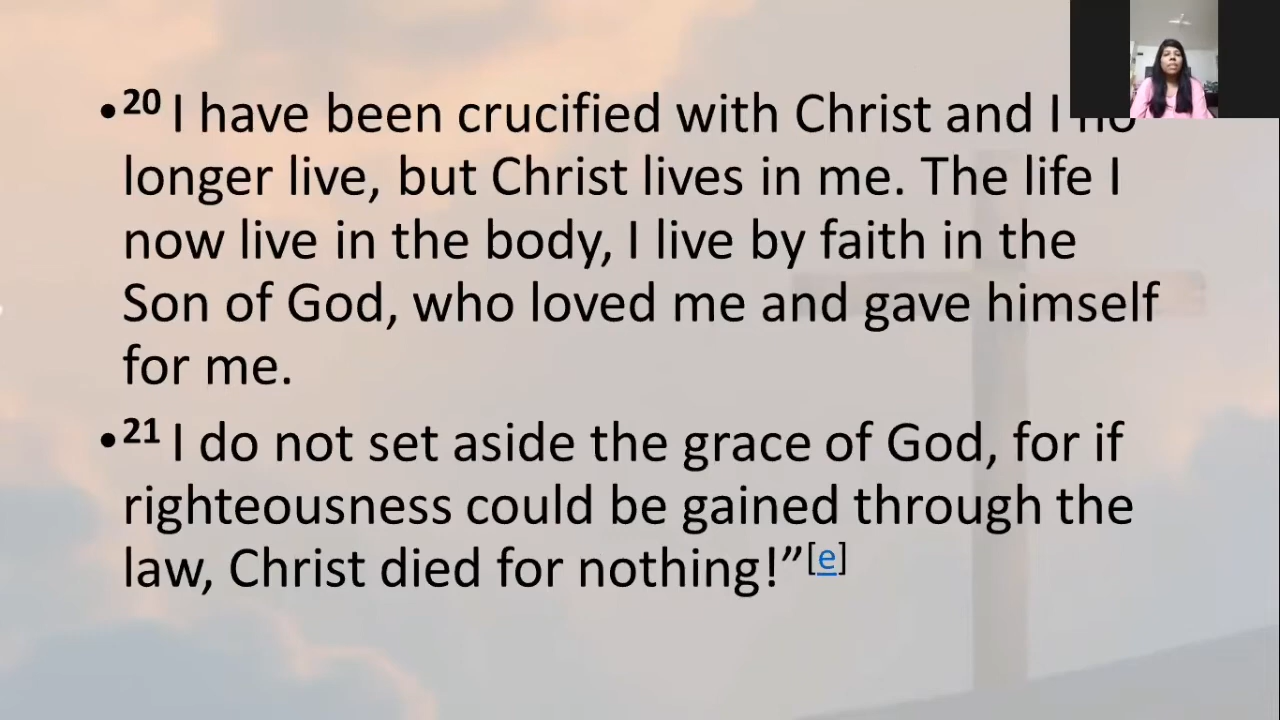 •20 I have been crucified with Christ and I no
longer live, but Christ lives in me. The life I
now live in the body, I live by faith in the
Son of God, who loved me and gave himself
for me.
•21 I do not set aside the grace of God, for if
righteousness could be gained through the
law, Christ died for nothing!”[e]